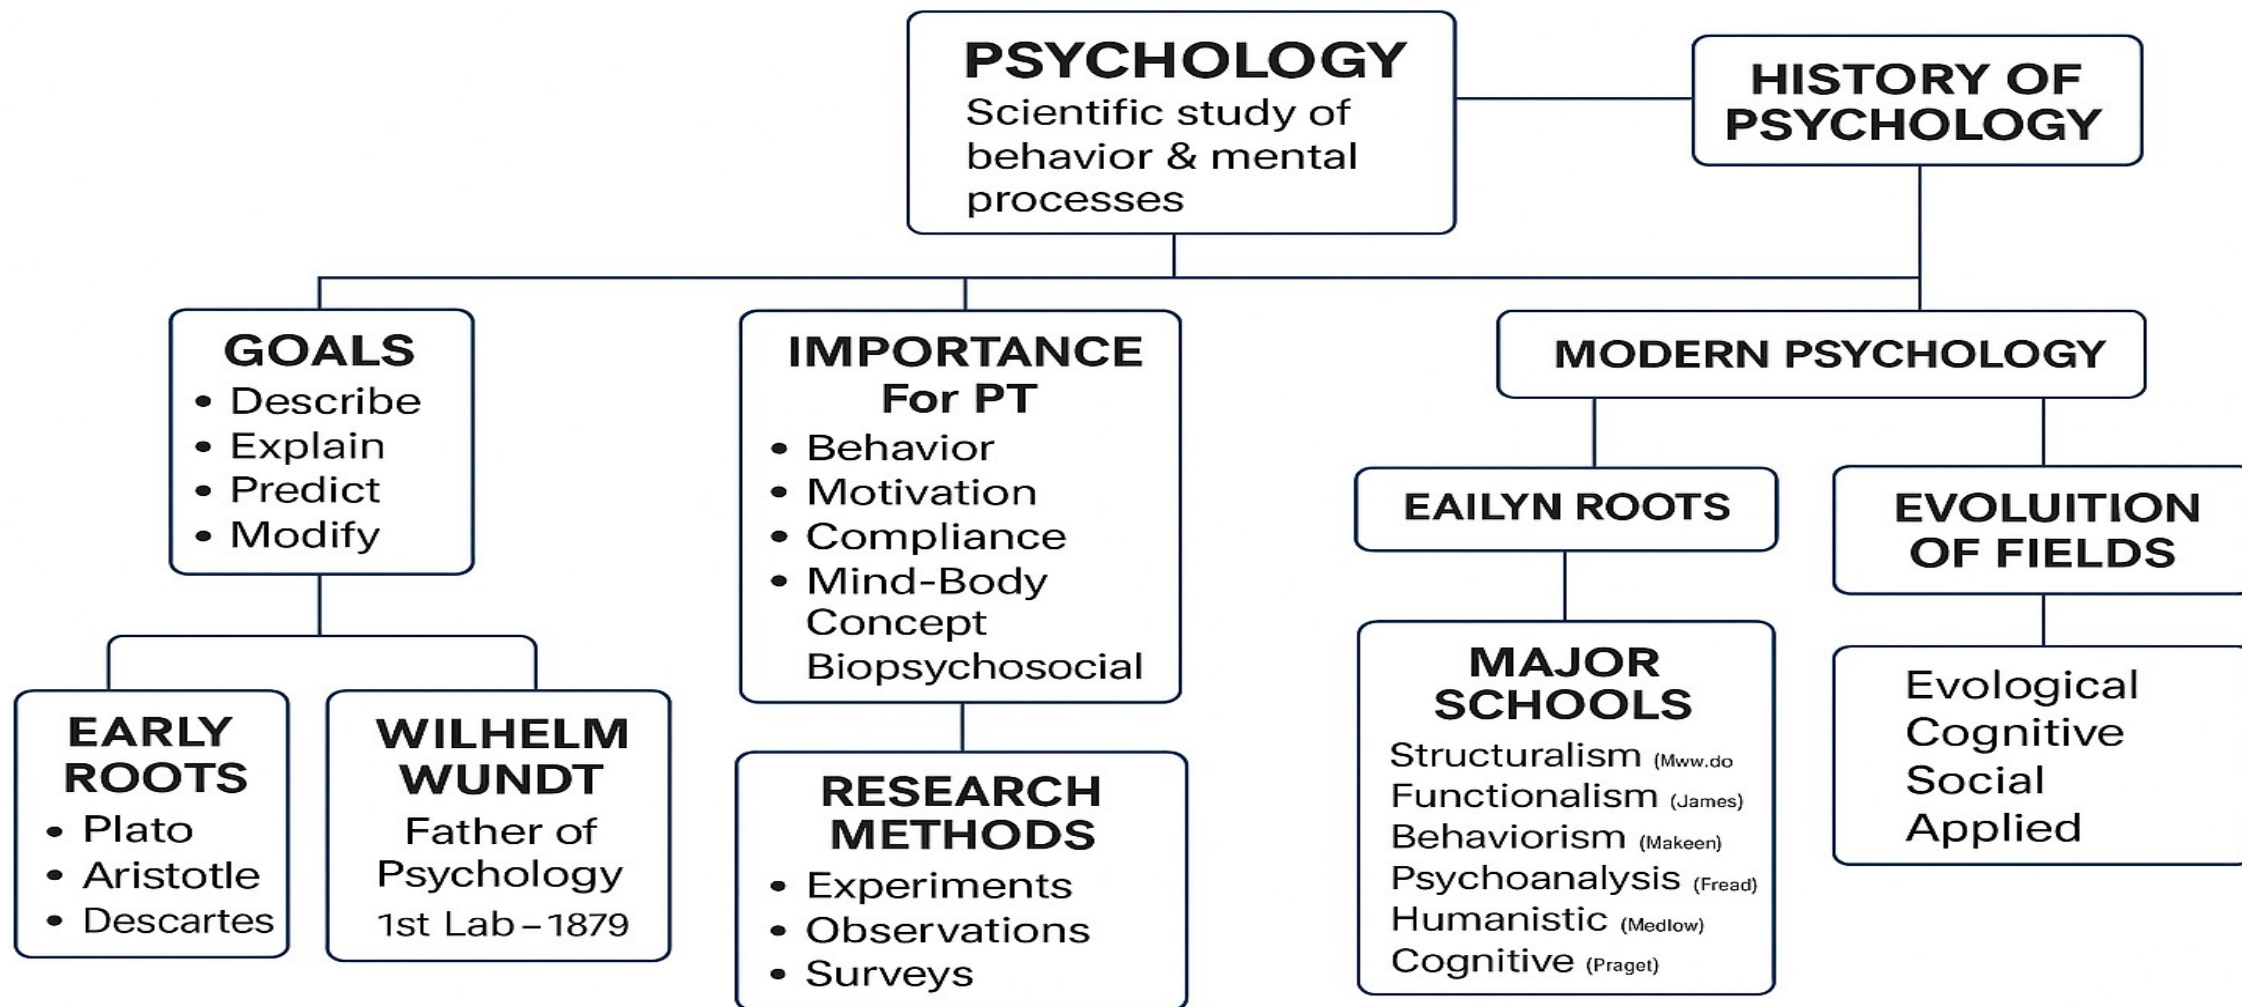 PSYCHOLOGY
Scientific study of
behavior & mental
processes
HISTORY OF
PSYCHOLOGY
GOALS
• Describe
• Explain
• Predict
• Modify
IMPORTANCE
For PT
• Behavior
• Motivation
• Compliance
• Mind-Body
Concept
Biopsychosocial
MODERN PSYCHOLOGY
EARLY
ROOTS
• Plato
• Aristotle
• Descartes
WILHELM
WUNDT
Father of
Psychology
1st Lab – 1879
RESEARCH
METHODS
• Experiments
• Observations
• Surveys
EAILYN ROOTS
MAJOR
SCHOOLS
Structuralism (Mww.do
Functionalism (James)
Behaviorism (Makeen)
Psychoanalysis (Fread)
Humanistic (Medlow)
Cognitive (Praget)
EVOLUITION
OF FIELDS
Evological
Cognitive
Social
Applied